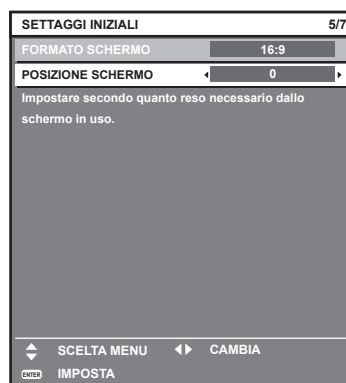 SETTAGGI INIZIALI 5/7
FORMATO SCHERMO 16:9
POSIZIONE SCHERMO 0
Impostare secondo quanto reso necessario dallo
schermo in uso.
SCELTA MENU CAMBIA
ENTER IMPOSTA